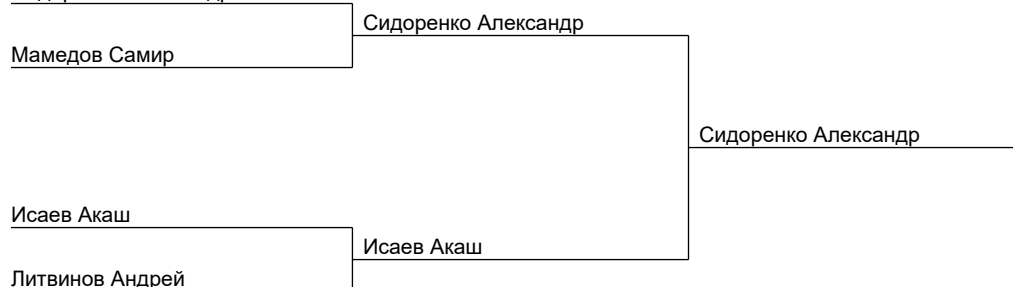 Сидоренко Александр
Мамедов Самир
Сидоренко Александр
Исаев Акаш
Исаев Акаш
Литвинов Андрей